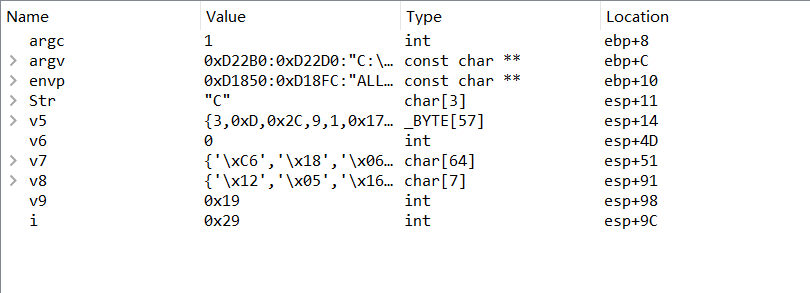 Name Value Type Location
argc 1 int ebp+8
argv 0xD22B0:0xD22D0:"C:\... const char ** ebp+C
envp 0xD1850:0xD18FC:"ALL... const char ** ebp+10
Str "C" char[3] esp+11
v5 {3,0xD,0x2C,9,1,0x17... _BYTE[57] esp+14
v6 0 int esp+4D
v7 {'\xC6','\x18','\x06... char[64] esp+51
v8 {'\x12','\x05','\x16... char[7] esp+91
v9 0x19 int esp+98
i 0x29 int esp+9C